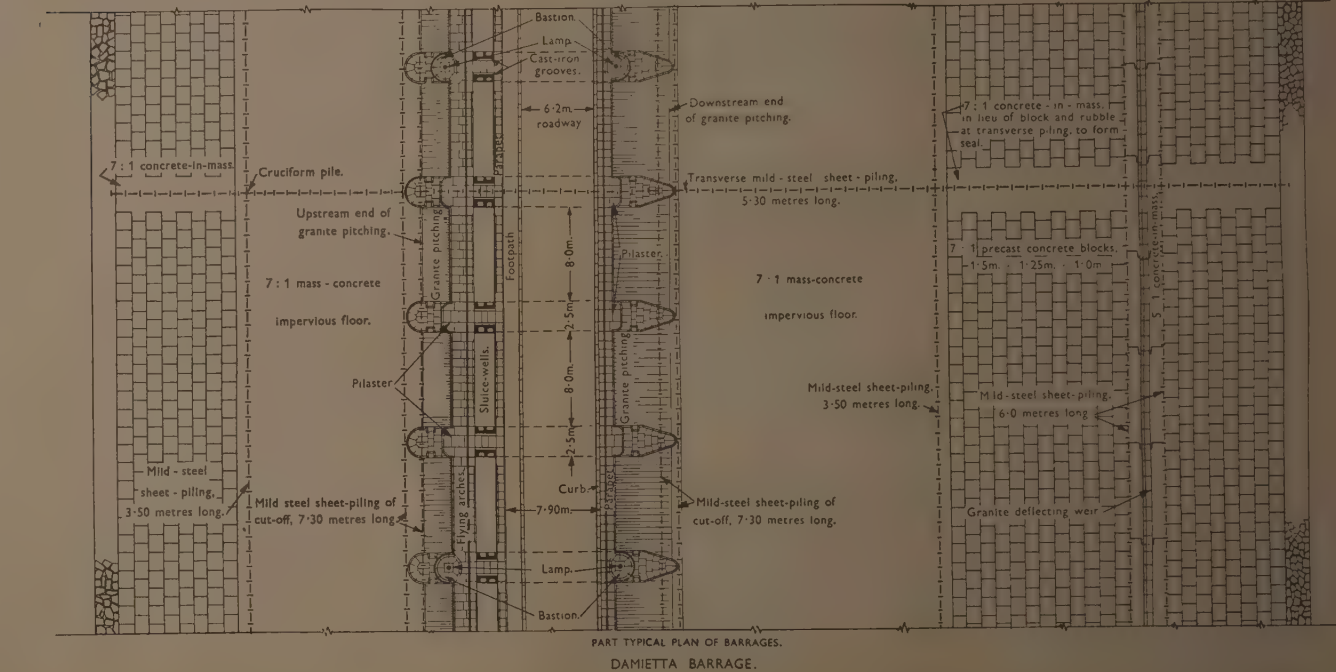 Bastion.
Lamp.
Cast-iron
grooves.
6·2m.
roadway
Parapet
Downstream end
of granite pitching.
7 : 1 concrete - in - mass.
in lieu of block and rubble
at transverse piling, to form
seal.
7 : 1 concrete-in-mass.
Cruciform pile.
Transverse mild - steel sheet - piling,
5·30 metres long.
Upstream end of
granite pitching.
Granite pitching
Footpath
8·0m.
Pilaster.
7 : 1 precast concrete blocks,
1·5m. · 1·25m. · 1·0m
5 : 1 concrete-in-mass.
7 : 1 mass - concrete
impervious floor.
7 · 1 mass-concrete
impervious floor.
2·5m.
Granite pitching
Pilaster
Sluice-wells.
8·0m.
Mild-steel sheet-piling,
3·50 metres long.
Mild-steel sheet-piling.
6·0 metres long
2·5m.
Mild - steel
sheet - piling,
3·50 metres long.
Mild steel sheet-piling of
cut-off, 7·30 metres long.
Flying arches.
Curb.
Parapet
7·90m.
Mild-steel sheet-piling of
cut-off, 7·30 metres long.
Granite deflecting weir
Lamp.
Bastion.
PART TYPICAL PLAN OF BARRAGES.
DAMIETTA BARRAGE.